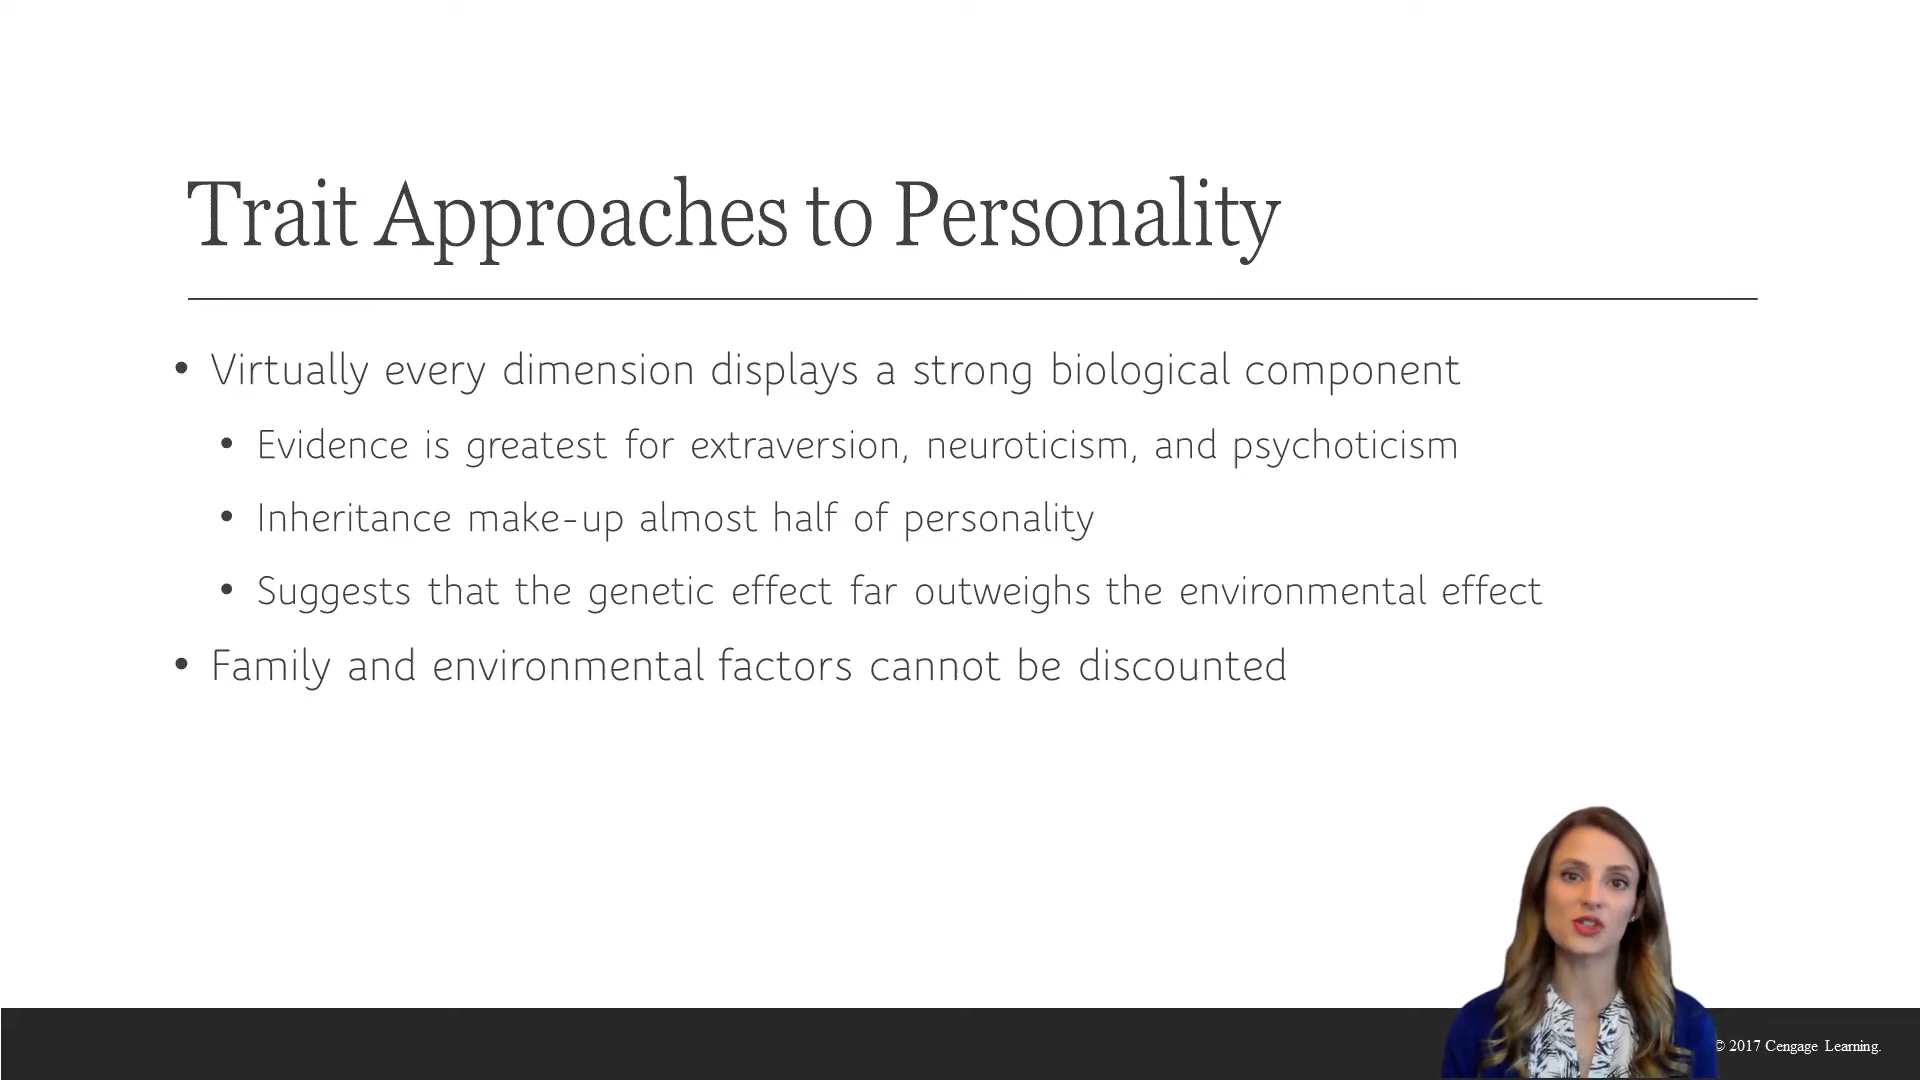 Trait Approaches to Personality
• Virtually every dimension displays a strong biological component
• Evidence is greatest for extraversion, neuroticism, and psychoticism
• Inheritance make-up almost half of personality
• Suggests that the genetic effect far outweighs the environmental effect
• Family and environmental factors cannot be discounted
© 2017 Cengage Learning.